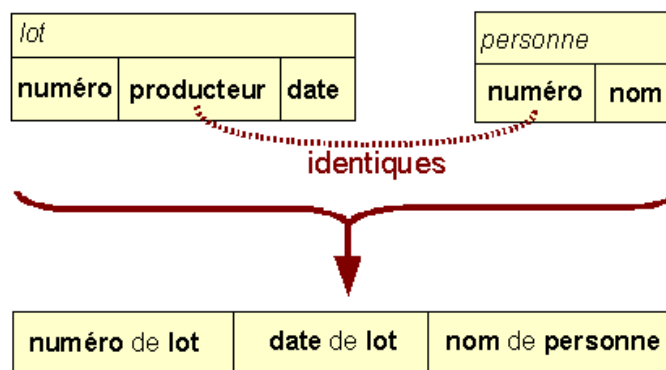 lot
numéro producteur date
personne
numéro nom
identiques
numéro de lot date de lot nom de personne